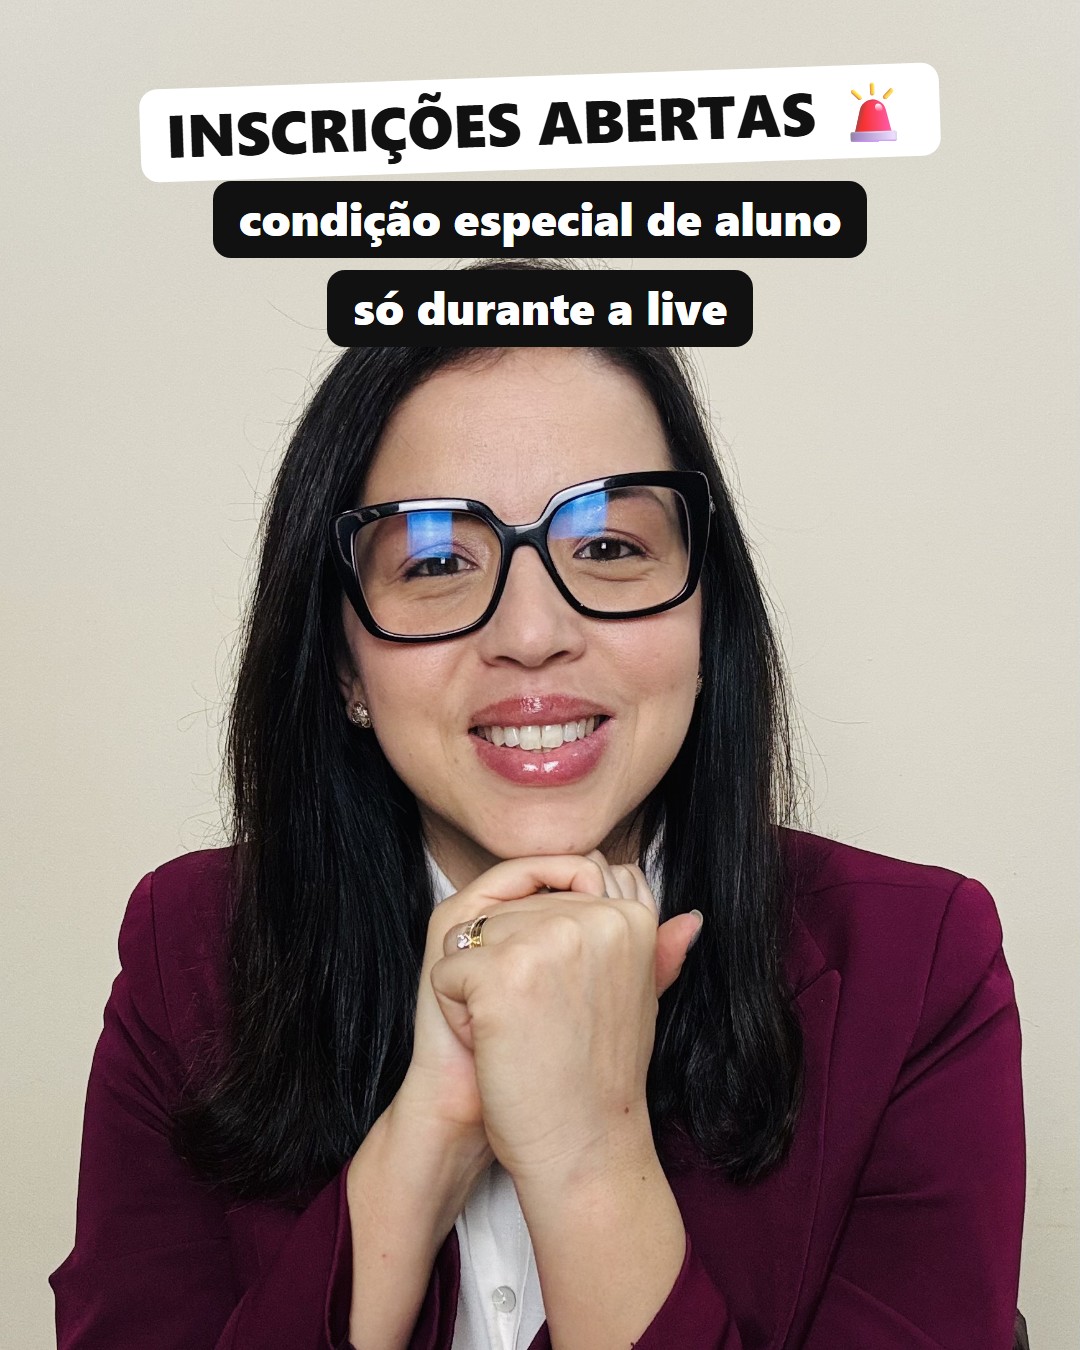 INSCRIÇÕES ABERTAS 🚨
condição especial de aluno
só durante a live